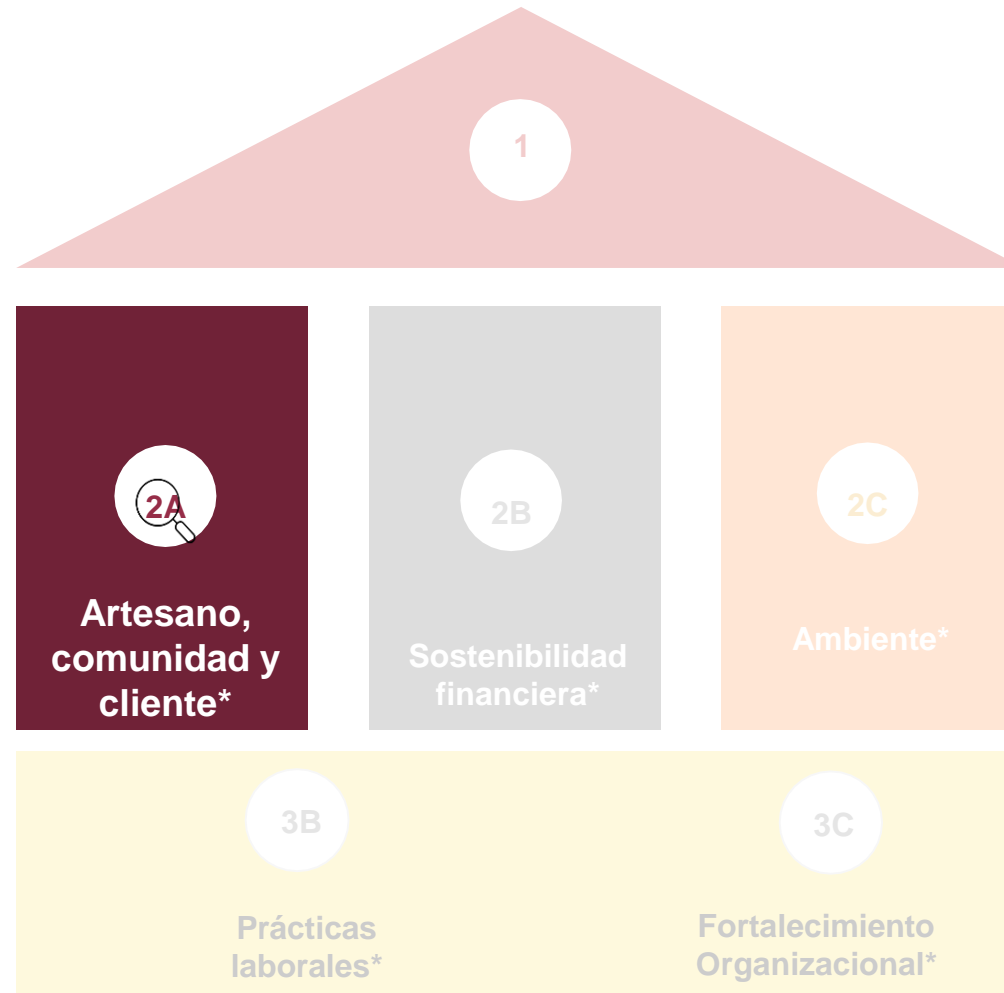 1
2A
Artesano,
comunidad y
cliente*
2B
Sostenibilidad
financiera*
2C
Ambiente*
3B
Prácticas
laborales*
3C
Fortalecimiento
Organizacional*